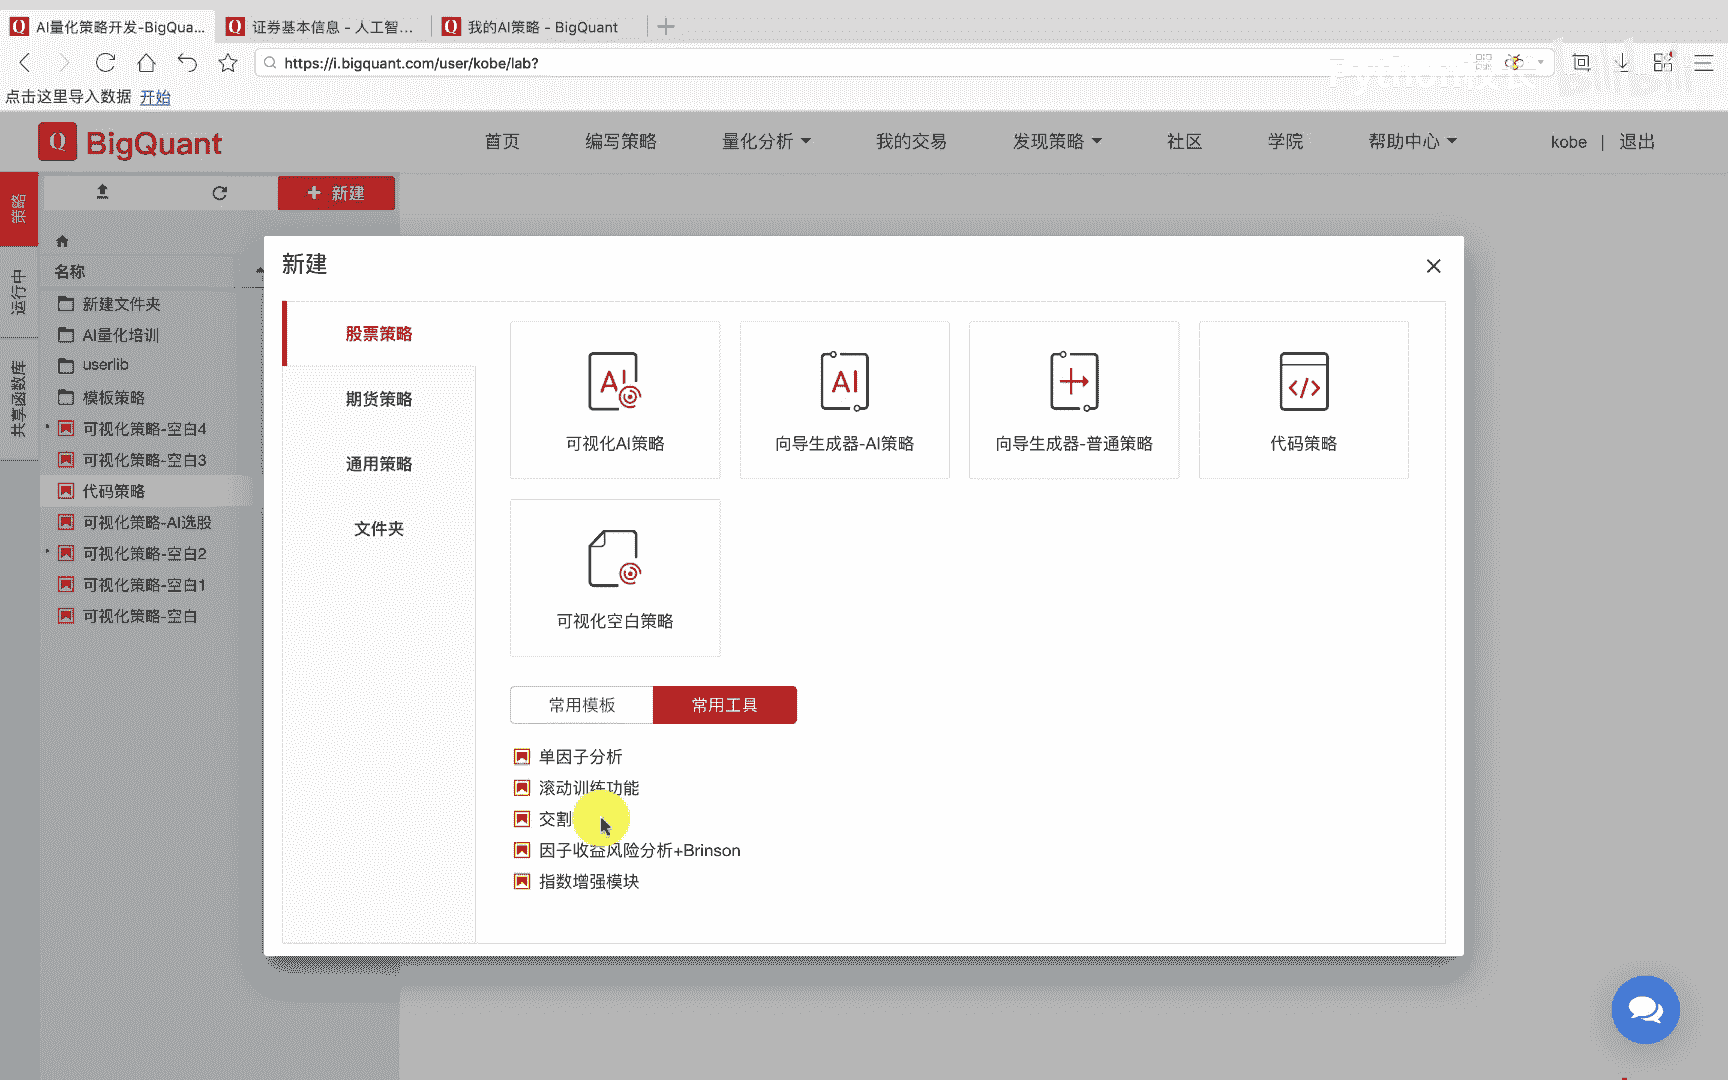 AI量化策略开发-BigQua...
证券基本信息 - 人工智...
我的AI策略 - BigQuant
https://i.bigquant.com/user/kobe/lab?
点击这里导入数据 开始
BigQuant
首页 编写策略 量化分析 我的交易 发现策略 社区 学院 帮助中心 kobe | 退出
策略
运行中
共享函数库
新建
名称
新建文件夹
AI量化培训
userlib
模板策略
可视化策略-空白4
可视化策略-空白3
代码策略
可视化策略-AI选股
可视化策略-空白2
可视化策略-空白1
可视化策略-空白
新建
股票策略
期货策略
通用策略
文件夹
可视化AI策略
向导生成器-AI策略
向导生成器-普通策略
代码策略
可视化空白策略
常用模板 常用工具
单因子分析
滚动训练功能
交割
因子收益风险分析+Brinson
指数增强模块